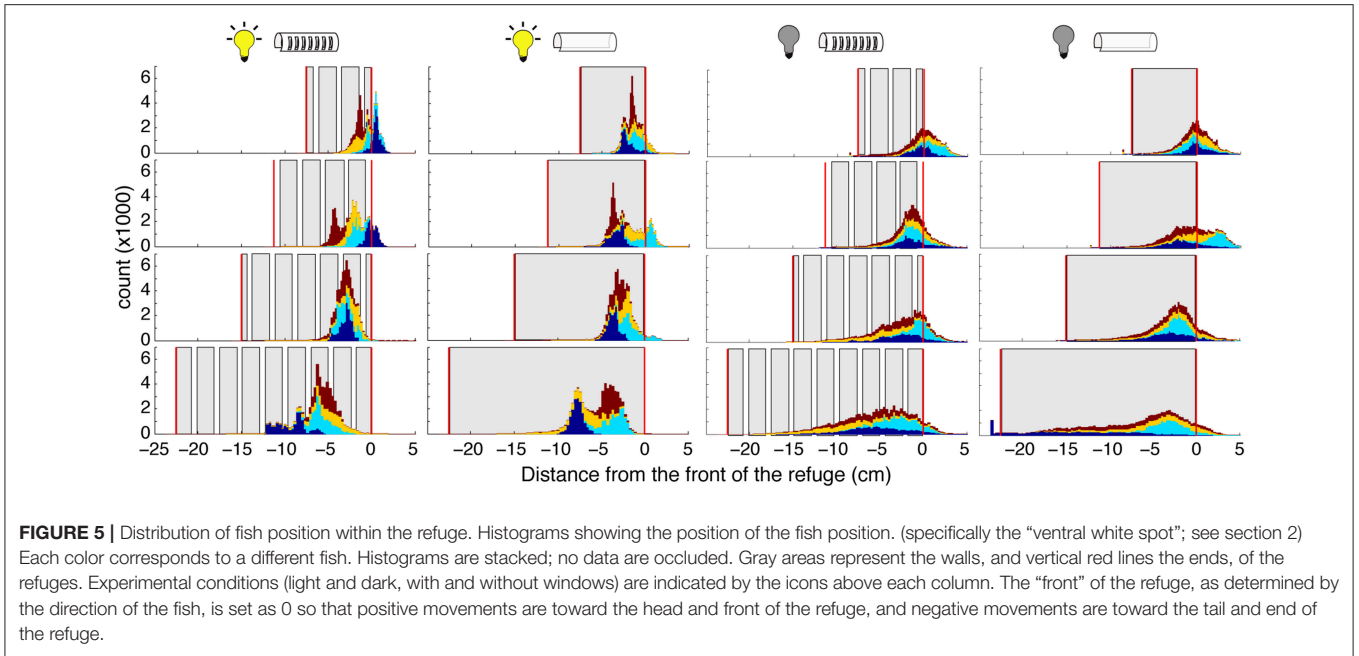 6
4
2
0
6
4
2
0
6
4
2
0
6
4
2
0
count (x1000)
−25 −20 −15 −10 −5 0 5 −20 −15 −10 −5 0 5 −20 −15 −10 −5 0 5 −20 −15 −10 −5 0 5
Distance from the front of the refuge (cm)
FIGURE 5 | Distribution of fish position within the refuge. Histograms showing the position of the fish position. (specifically the “ventral white spot”; see section 2)
Each color corresponds to a different fish. Histograms are stacked; no data are occluded. Gray areas represent the walls, and vertical red lines the ends, of the
refuges. Experimental conditions (light and dark, with and without windows) are indicated by the icons above each column. The “front” of the refuge, as determined by
the direction of the fish, is set as 0 so that positive movements are toward the head and front of the refuge, and negative movements are toward the tail and end of
the refuge.